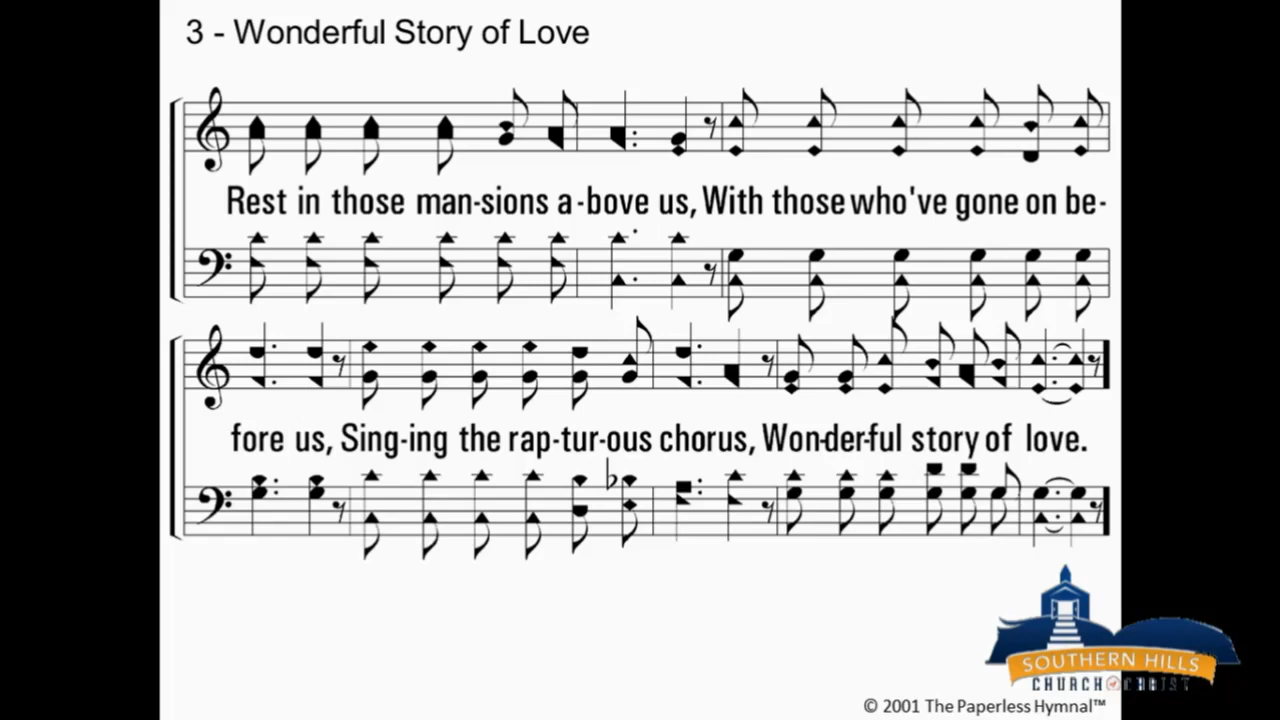 3 - Wonderful Story of Love
Rest in those man-sions a-bove us, With those who've gone on be-
fore us, Sing-ing the rap-tur-ous chorus, Won-der-ful story of love.
SOUTHERN HILLS
CHURCH OF CHRIST
© 2001 The Paperless Hymnal™